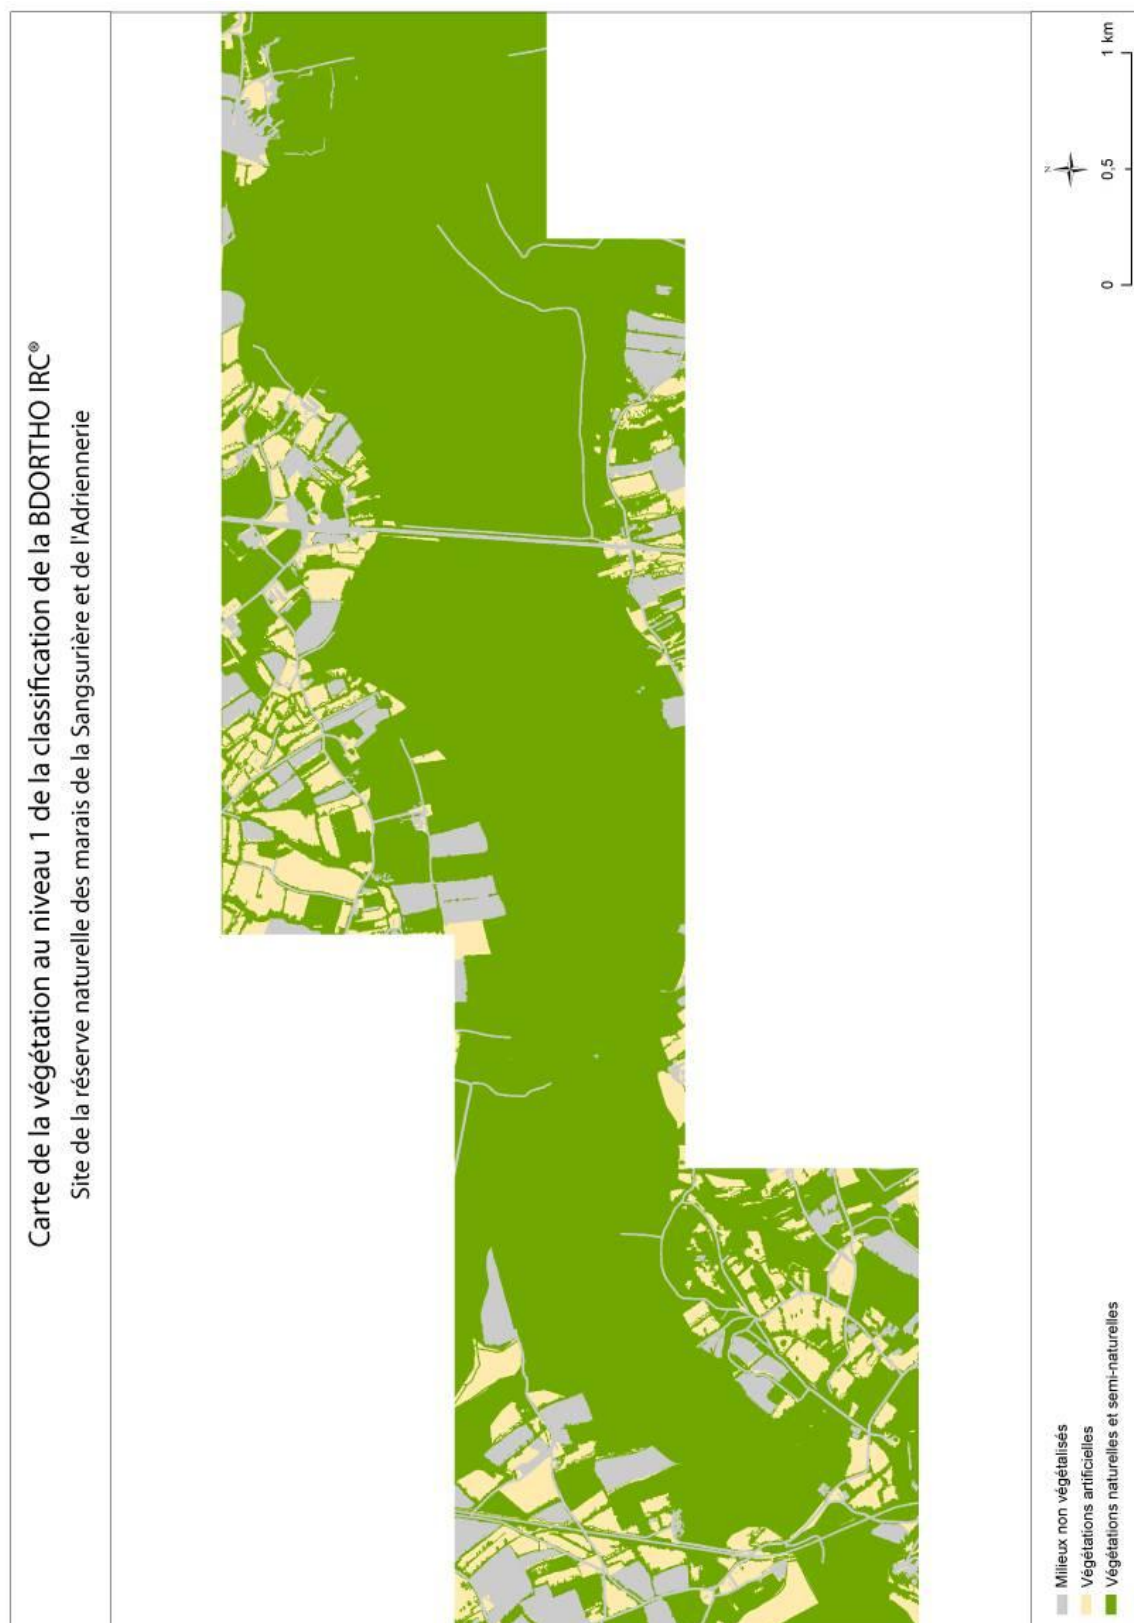 Carte de la végétation au niveau 1 de la classification de la BDORTHO IRC®
Site de la réserve naturelle des marais de la Sangsurière et de l'Adriennerie
Milieux non végétalisés
Végétations artificielles
Végétations naturelles et semi-naturelles
N
0 0,5 1 km